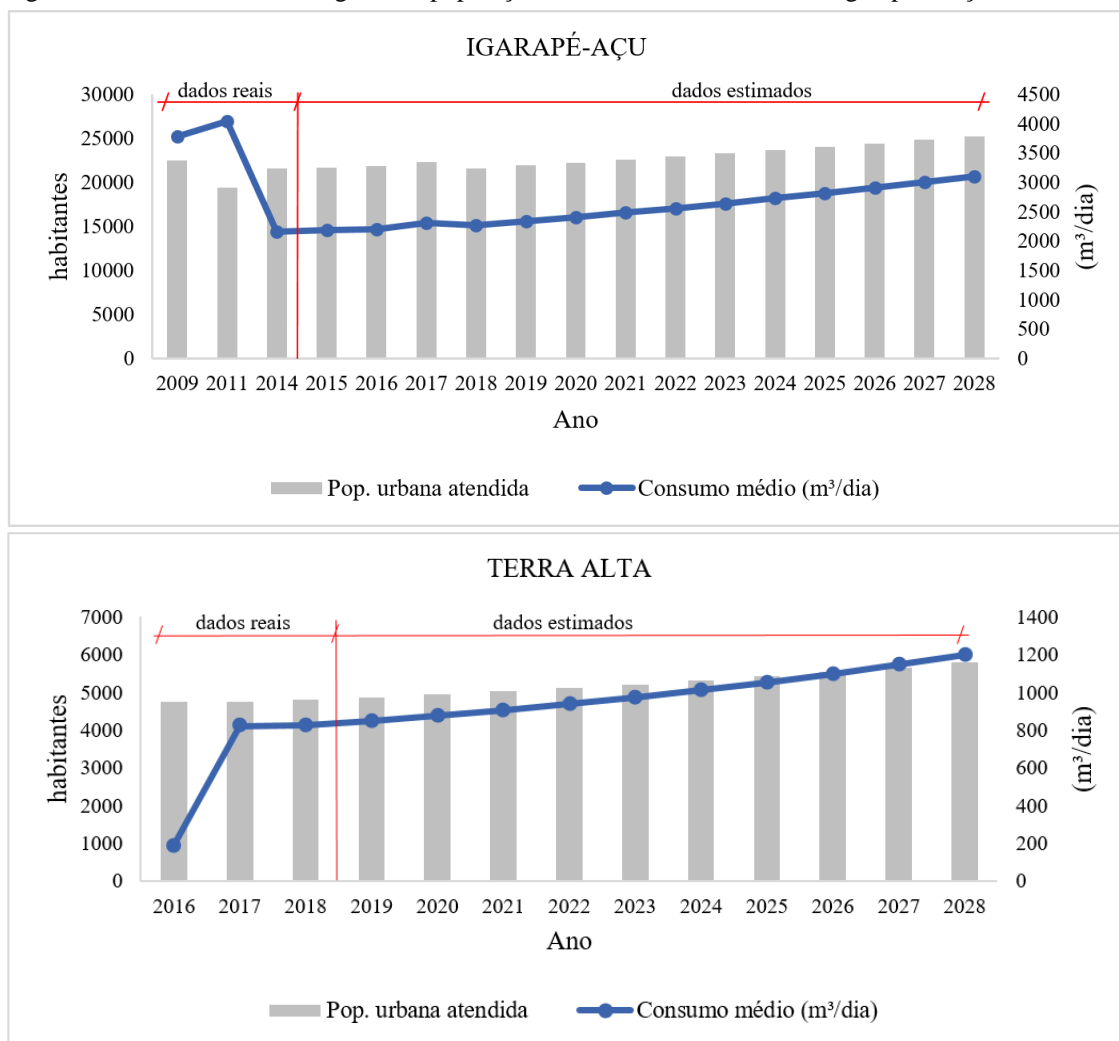 IGARAPÉ-AÇU
dados reais
dados estimados
habitantes
30000
25000
20000
15000
10000
5000
0
4500
4000
3500
3000
2500
2000
1500
1000
500
0
(m³/dia)
2009 2011 2014 2015 2016 2017 2018 2019 2020 2021 2022 2023 2024 2025 2026 2027 2028
Ano
Pop. urbana atendida
Consumo médio (m³/dia)
TERRA ALTA
dados reais
dados estimados
habitantes
7000
6000
5000
4000
3000
2000
1000
0
1400
1200
1000
800
600
400
200
0
(m³/dia)
2016 2017 2018 2019 2020 2021 2022 2023 2024 2025 2026 2027 2028
Ano
Pop. urbana atendida
Consumo médio (m³/dia)